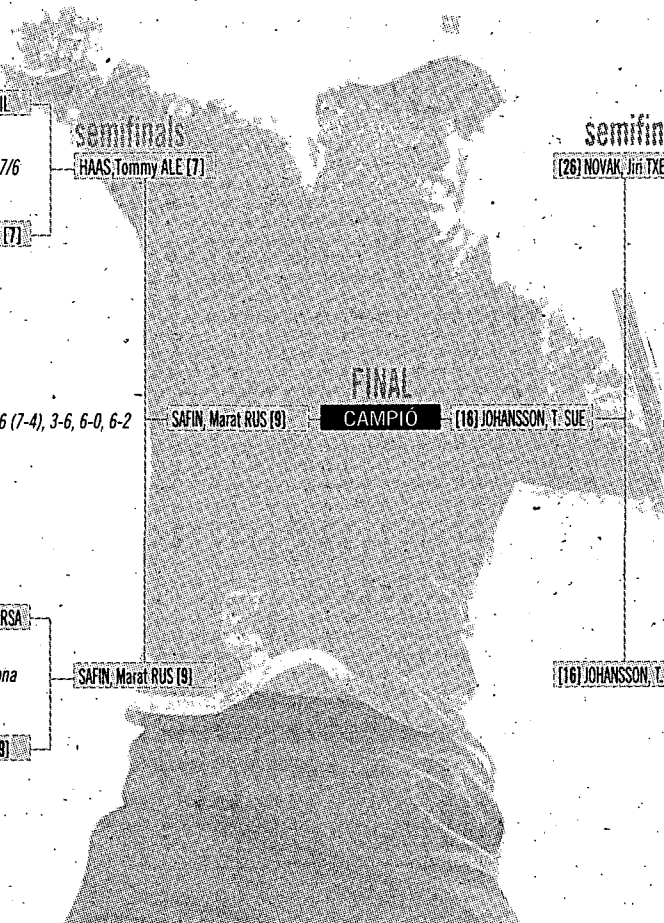 semifinals
HAAS, Tommy ALE [7]
7/6
[7]
semifin
[26] NOVAK, Jiri TXE
FINAL
6 (7-4), 3-6, 6-0, 6-2
SAFIN, Marat RUS [9]
CAMPIÓ
[16] JOHANSSON, T. SUE
RSA
SAFIN, Marat RUS [9]
[16] JOHANSSON, T.